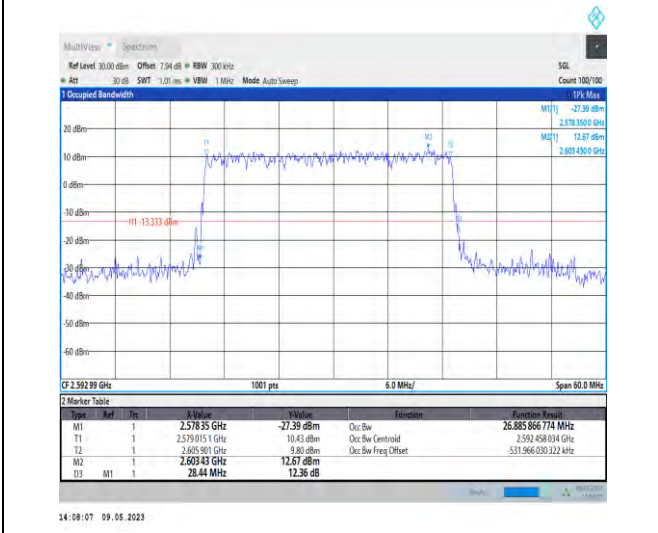 MultiView Spectrum
Ref Level 30.00 dBm Offset 7.94 dB RBW 300 kHz SGL
Att 30 dB SWT 1.01 ms VBW 1 MHz Mode Auto Sweep Count 100/100
1 Occupied Bandwidth 1Pk Max
M1[1] -27.39 dBm
2.578 3500 GHz
20 dBm
M2[1] 12.67 dBm
2.603 4300 GHz
T1
M2
T2
10 dBm
0 dBm
-10 dBm
H1 -13.333 dBm
D3
-20 dBm
M1
-30 dBm
-40 dBm
-50 dBm
-60 dBm
CF 2.592 99 GHz 1001 pts 6.0 MHz/ Span 60.0 MHz
2 Marker Table
Type Ref Trc X-Value Y-Value Function Function Result
M1 1 2.578 35 GHz -27.39 dBm Occ Bw 26.885 866 774 MHz
T1 1 2.579 015 1 GHz 10.43 dBm Occ Bw Centroid 2.592 458 034 GHz
T2 1 2.605 901 GHz 9.80 dBm Occ Bw Freq Offset -531.966 030 322 kHz
M2 1 2.603 43 GHz 12.67 dBm
D3 M1 1 28.44 MHz 12.36 dB
14:08:07 09.05.2023